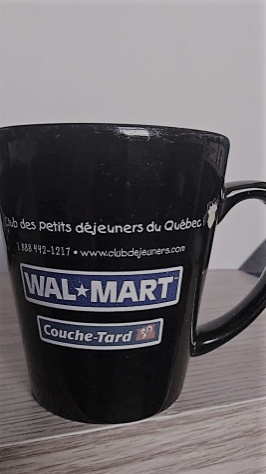 Club des petits déjeuners du Québec
1 888 442-1217 • www.clubdejeuners.com
WAL★MART
Couche-Tard